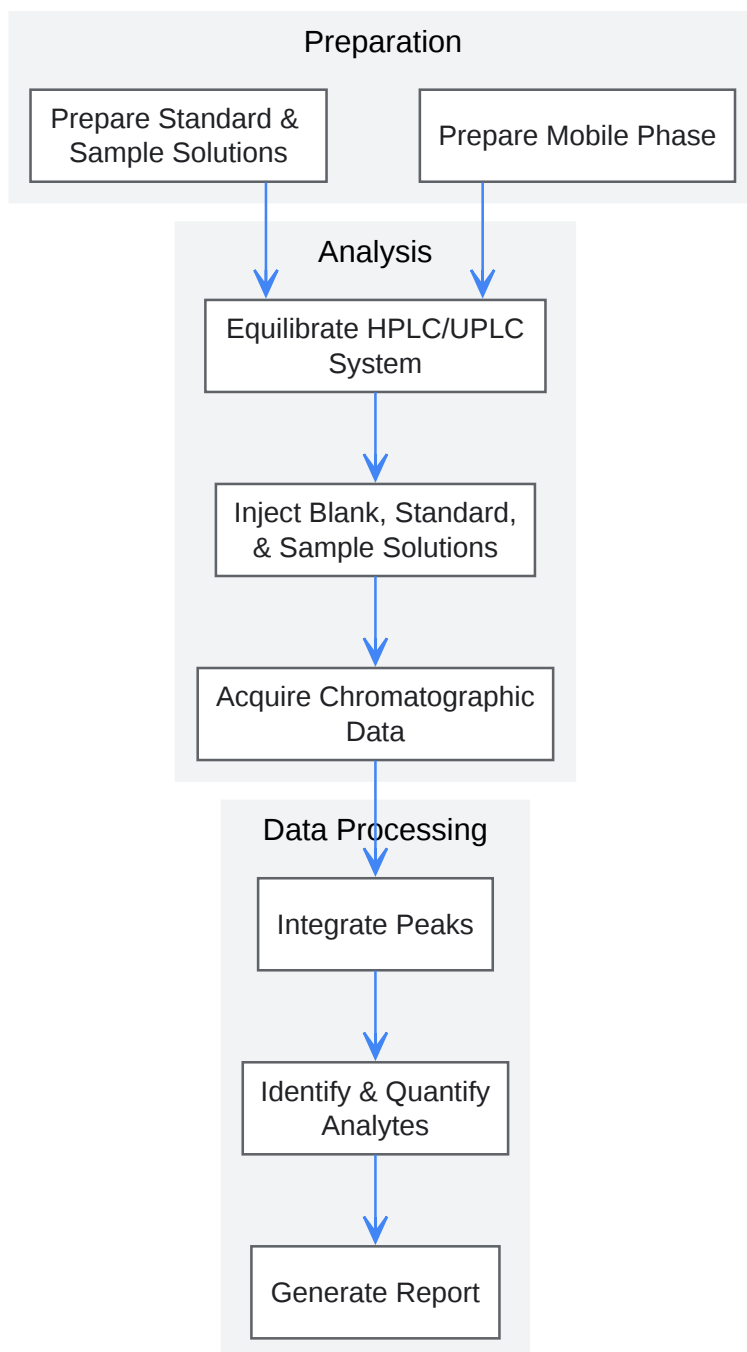 Preparation
Prepare Standard &
Sample Solutions
Prepare Mobile Phase
Analysis
Equilibrate HPLC/UPLC
System
Inject Blank, Standard,
& Sample Solutions
Acquire Chromatographic
Data
Data Processing
Integrate Peaks
Identify & Quantify
Analytes
Generate Report